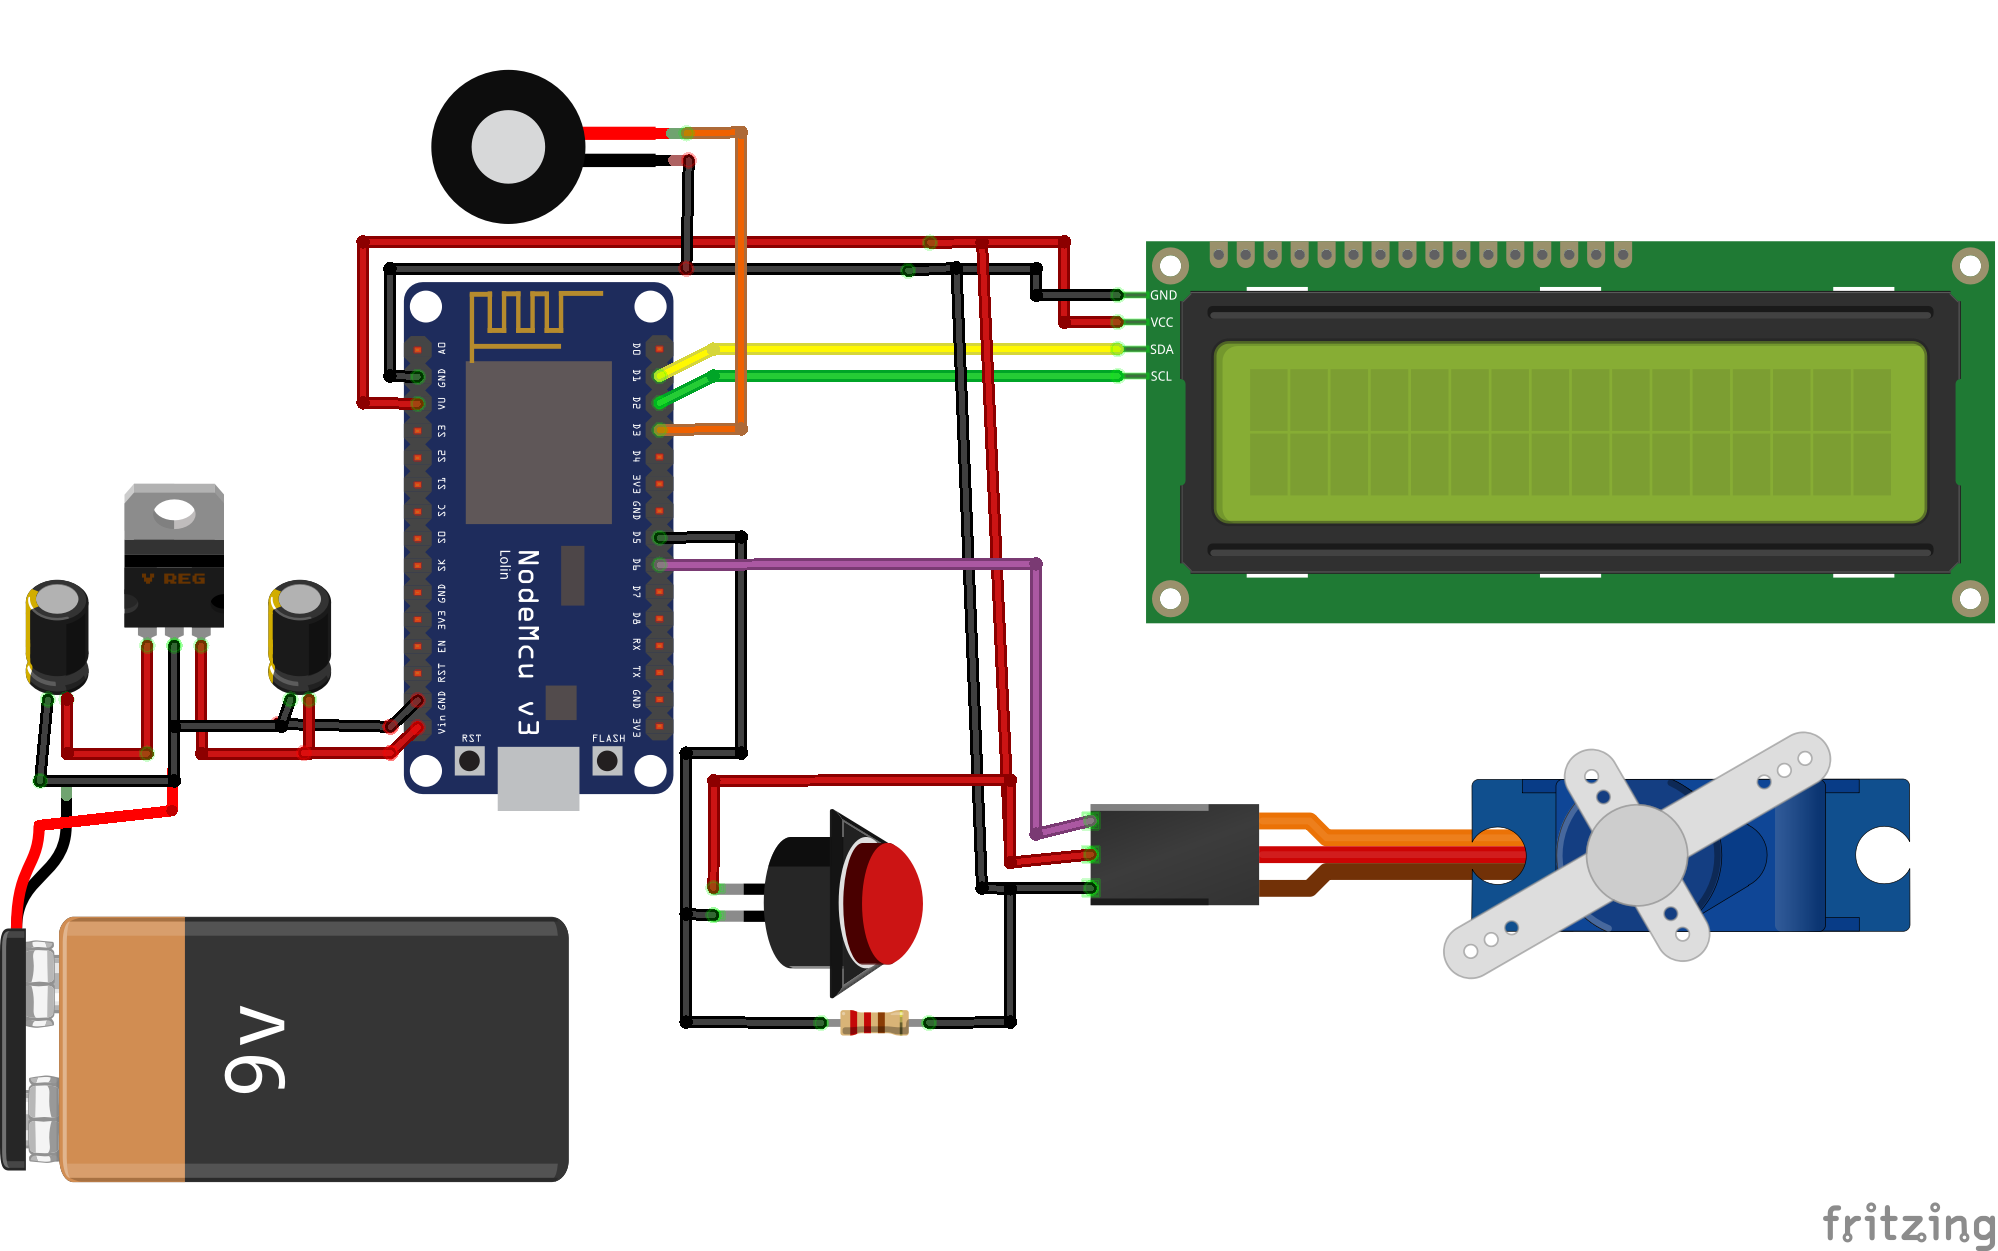 GND
VCC
SDA
SCL
A0
GND
VU
S3
S2
S1
SC
S0
SK
GND
3V3
EN
RST
GND
Vin
D0
D1
D2
D3
D4
3V3
GND
D5
D6
D7
D8
RX
TX
GND
3V3
NodeMcu v3
Lolin
RST
FLASH
V REG
9v
fritzing